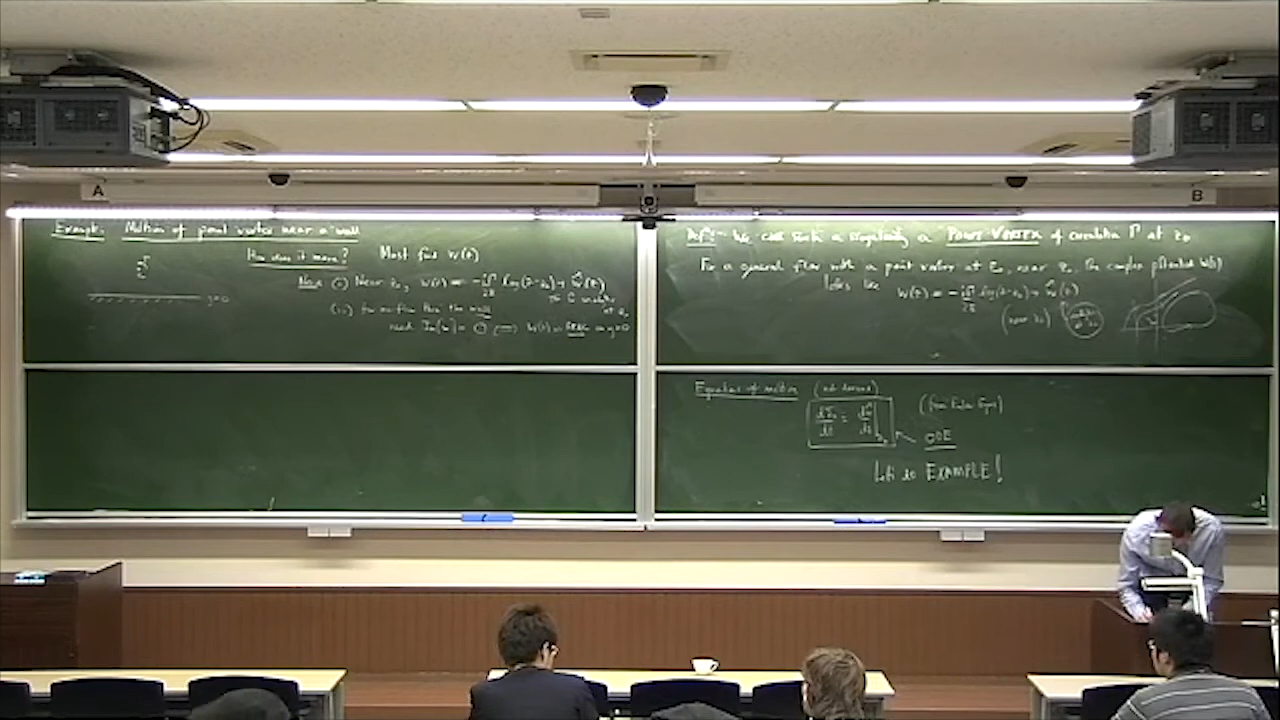 A
B
Example: Motion of point vortex near a wall
How does it move? Must find w(z)
Near z₀, w(z) = -iΓ/2π log(z-z₀) + ŵ(z)
y=0
(ii) for no flow thru the wall
need Im(w) = 0 w(z) = REAL on y=0
Defⁿ:- We call such a singularity a POINT VORTEX of circulation Γ at z₀
For a general flow with a point vortex at z₀, near z₀, the complex potential w(z)
looks like w(z) = -iΓ/2π log(z-z₀) + ŵ(z)
(near z₀)
Equation of motion (not derived)
(from Euler Eqns)
ODE
Let's do EXAMPLE!